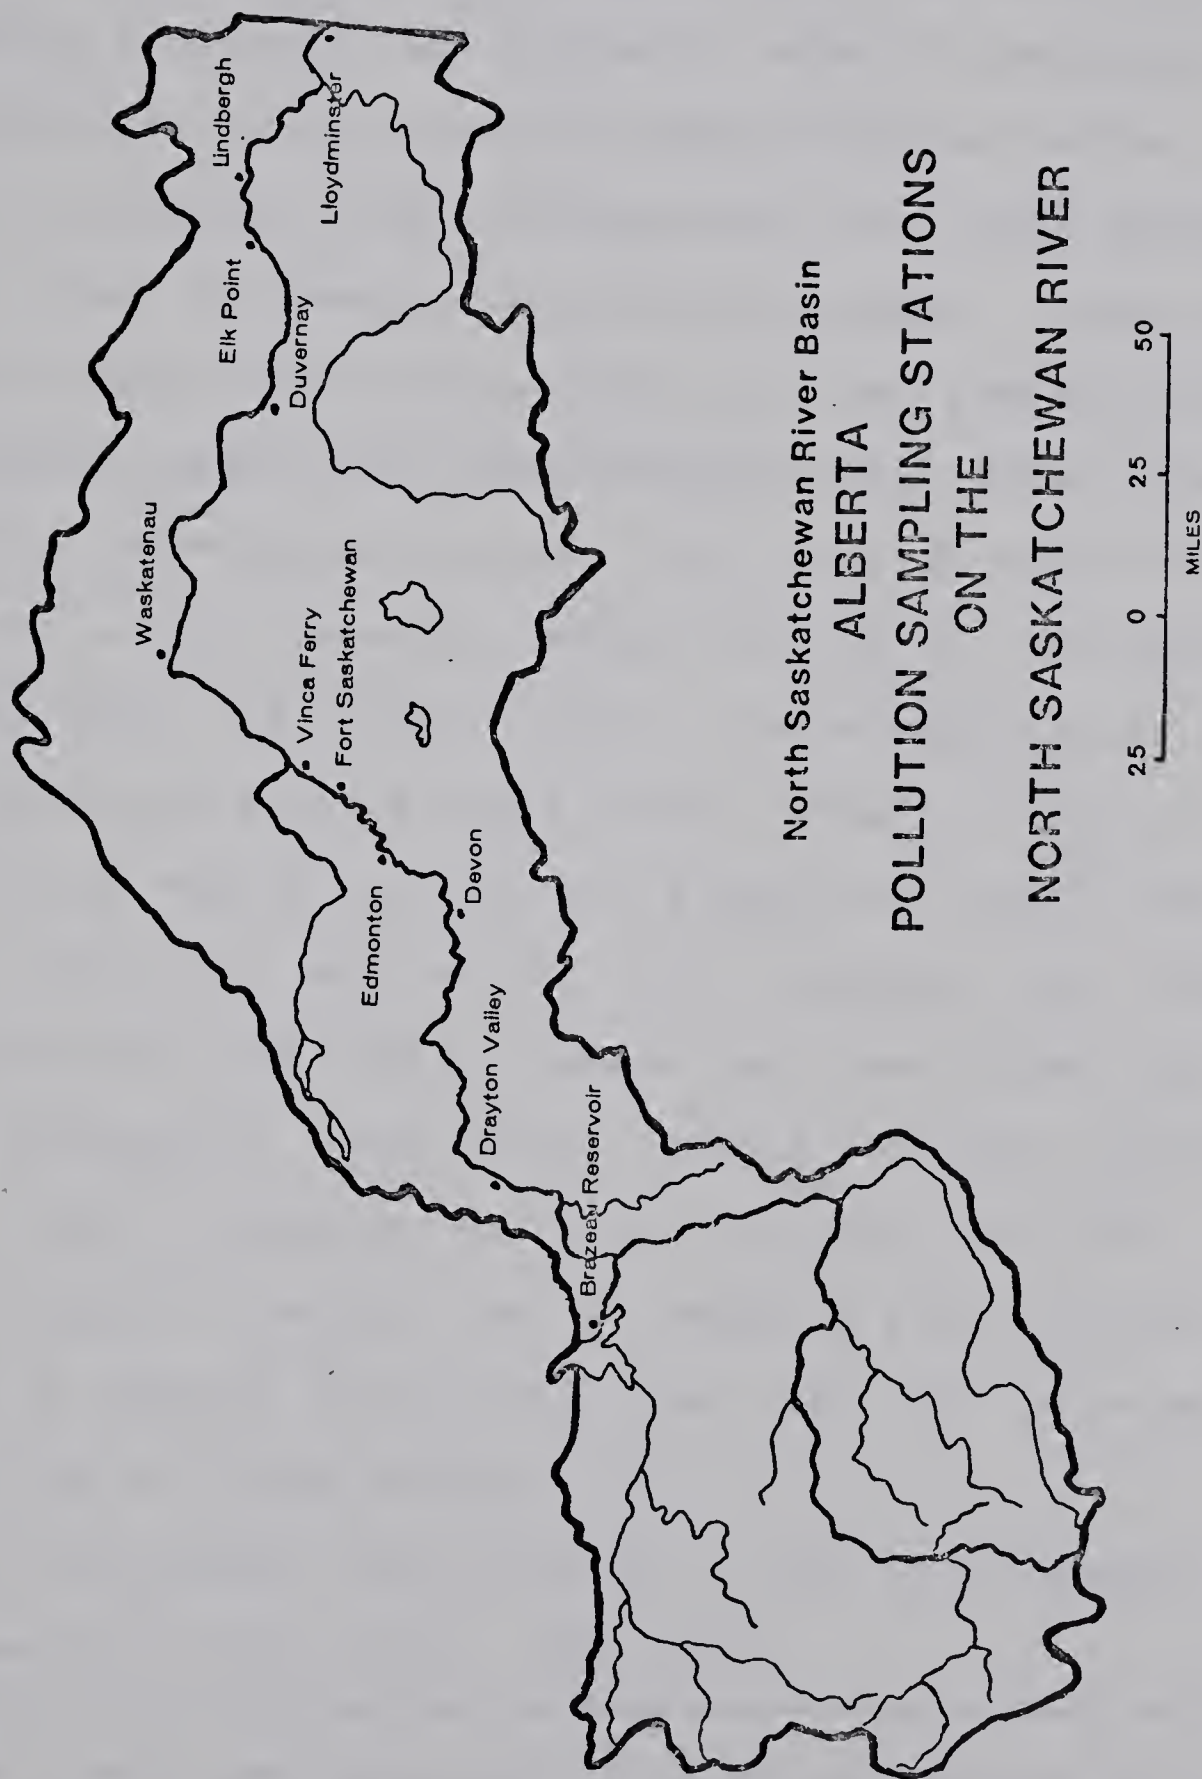 Lindbergh
Lloydminster
Elk Point
Duvernay
Waskatenau
Vinca Ferry
Fort Saskatchewan
Edmonton
Devon
Drayton Valley
Brazeau Reservoir
North Saskatchewan River Basin
ALBERTA
POLLUTION SAMPLING STATIONS
ON THE
NORTH SASKATCHEWAN RIVER
25 0 25 50
MILES